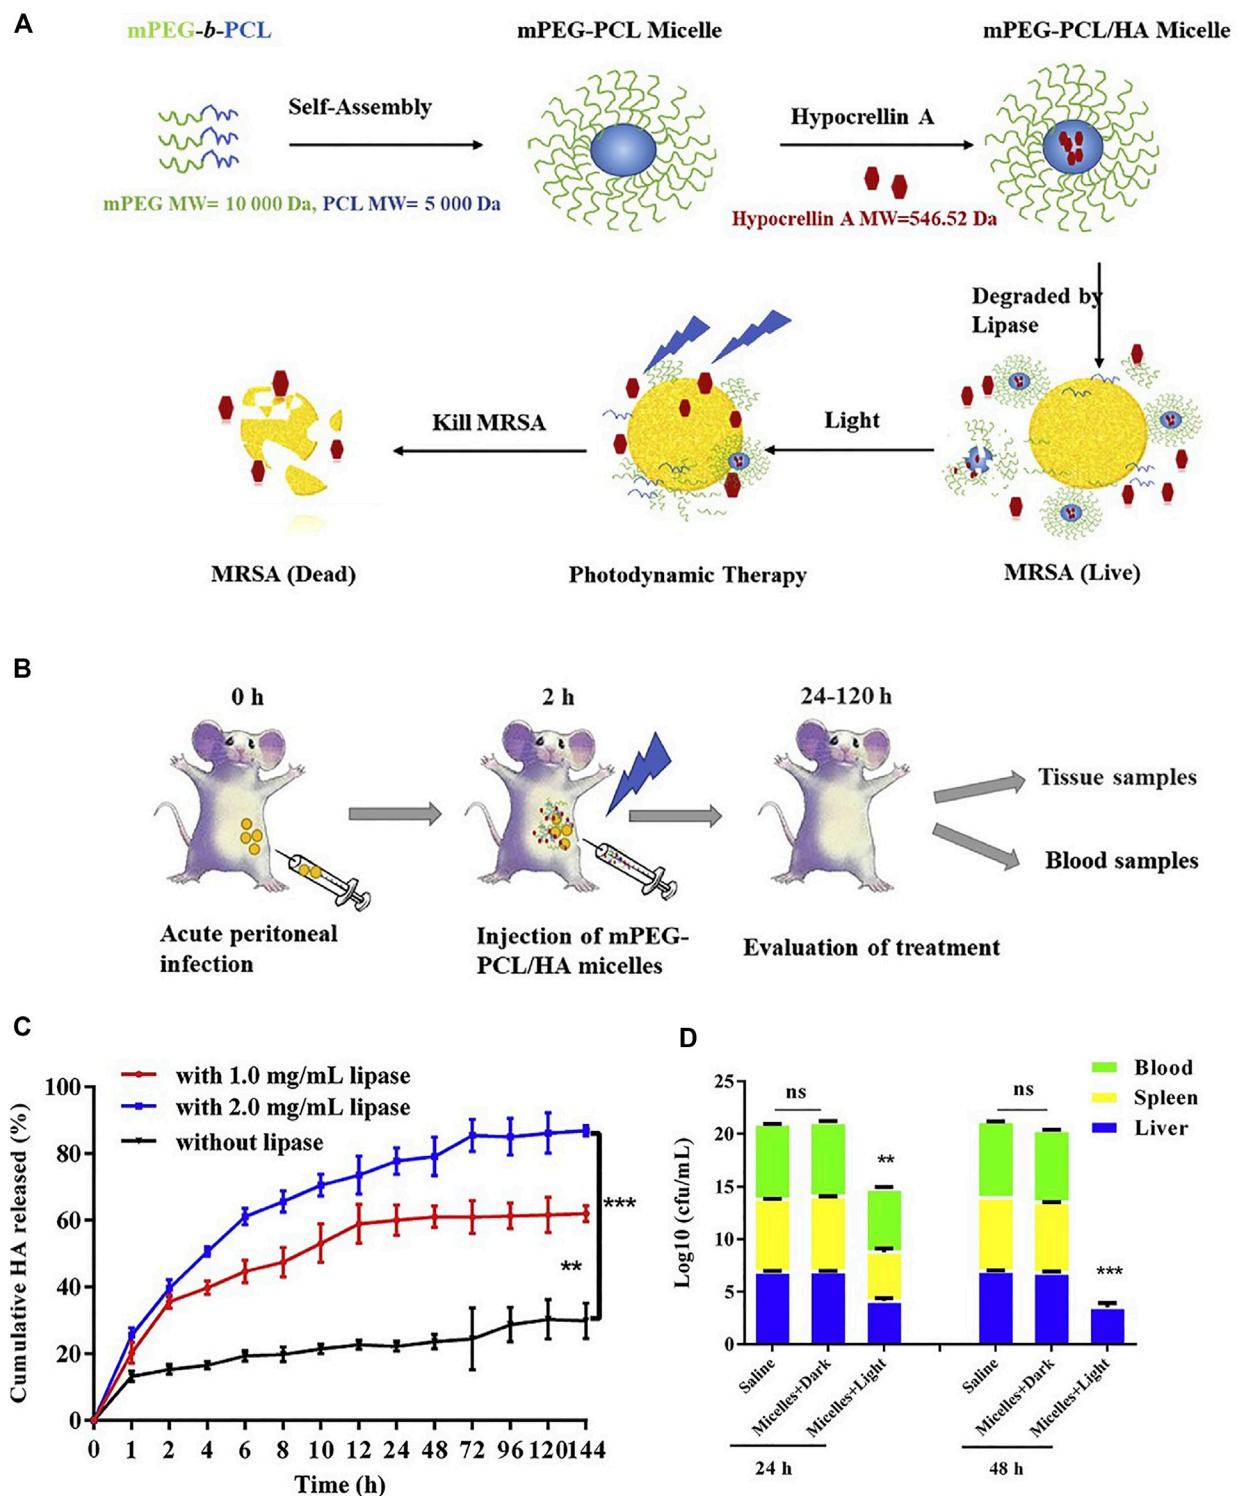 A
mPEG-b-PCL
mPEG-PCL Micelle
mPEG-PCL/HA Micelle
Self-Assembly
Hypocrellin A
mPEG MW= 10 000 Da, PCL MW= 5 000 Da
Hypocrellin A MW=546.52 Da
Degraded by
Lipase
Kill MRSA
Light
MRSA (Dead)
Photodynamic Therapy
MRSA (Live)
B
0 h
2 h
24-120 h
Tissue samples
Blood samples
Acute peritoneal
infection
Injection of mPEG-
PCL/HA micelles
Evaluation of treatment
C
with 1.0 mg/mL lipase
with 2.0 mg/mL lipase
without lipase
Cumulative HA released (%)
100
80
60
40
20
0
***
**
0 1 2 4 6 8 10 12 24 48 72 96 120 144
Time (h)
D
Blood
Spleen
Liver
Log10 (cfu/mL)
25
20
15
10
5
0
ns
**
ns
***
Saline
Micelles+Dark
Micelles+Light
Saline
Micelles+Dark
Micelles+Light
24 h
48 h